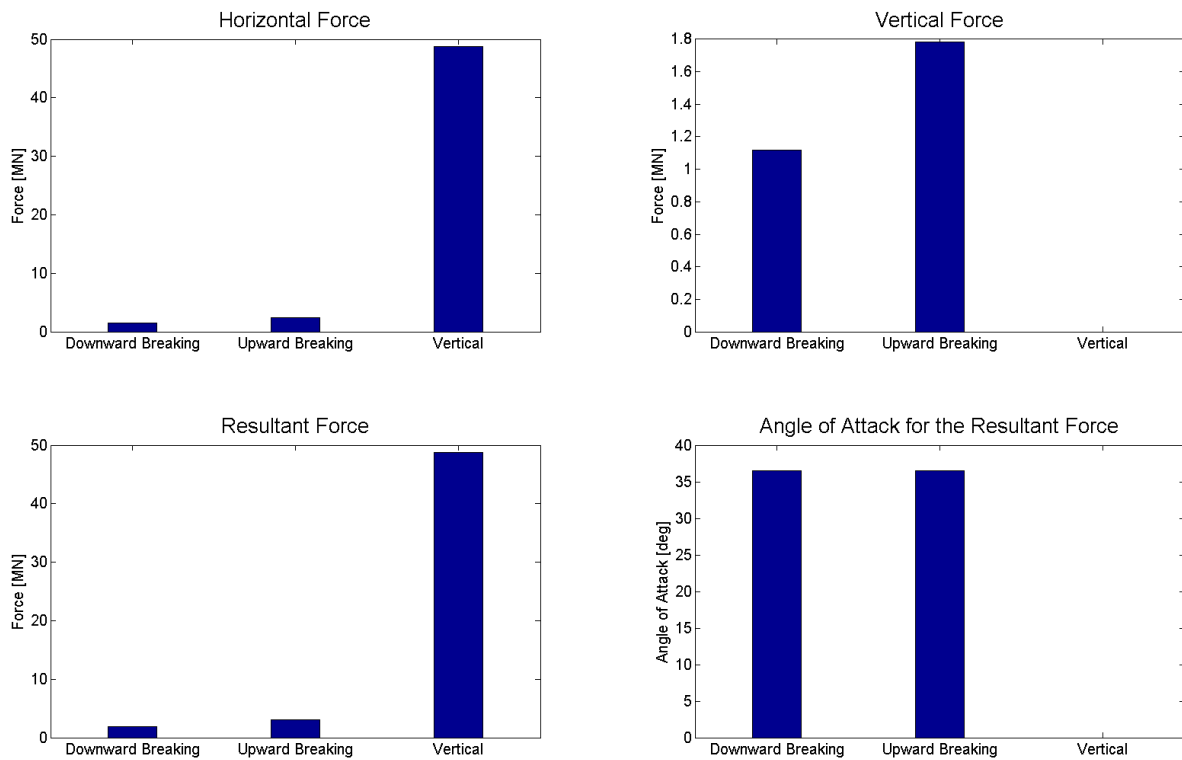 Horizontal Force
50
40
30
20
10
0
Force [MN]
Downward Breaking Upward Breaking Vertical
Vertical Force
1.8
1.6
1.4
1.2
1
0.8
0.6
0.4
0.2
0
Force [MN]
Downward Breaking Upward Breaking Vertical
Resultant Force
50
40
30
20
10
0
Force [MN]
Downward Breaking Upward Breaking Vertical
Angle of Attack for the Resultant Force
40
35
30
25
20
15
10
5
0
Angle of Attack [deg]
Downward Breaking Upward Breaking Vertical